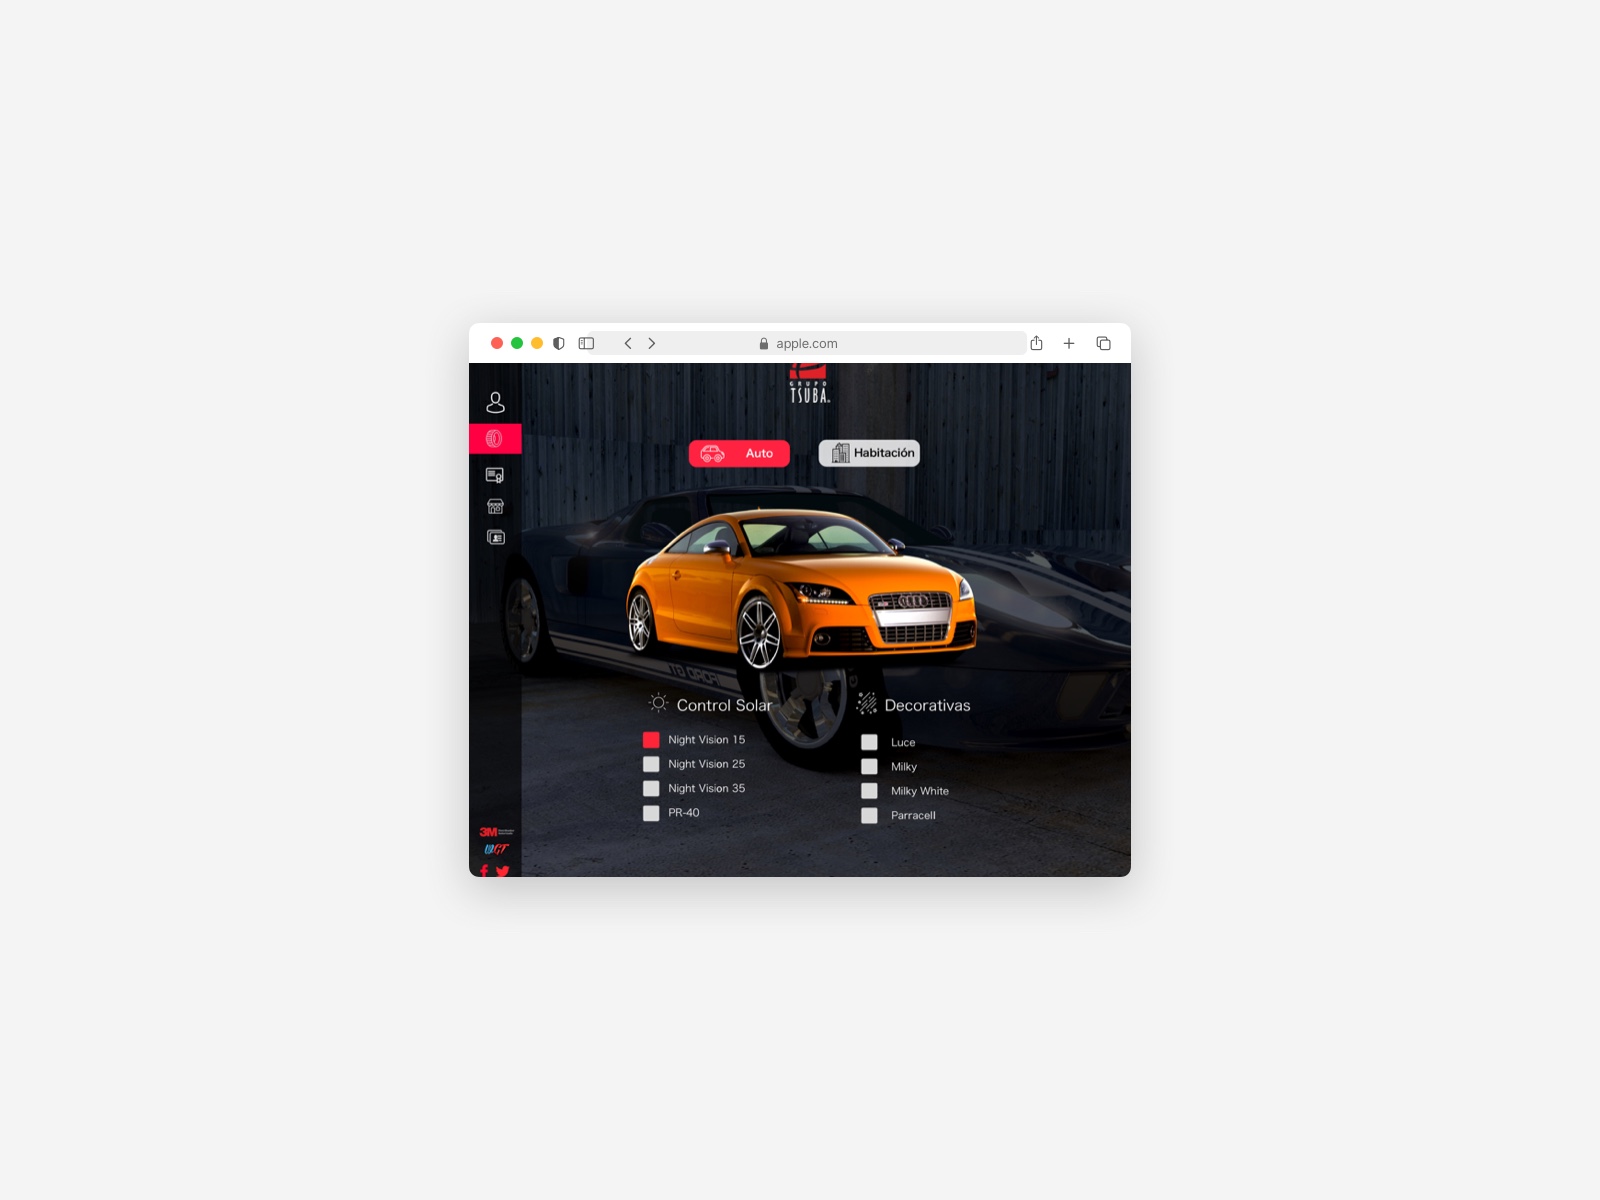 apple.com
GRUPO
TSUBA
Auto
Habitación
Control Solar
Night Vision 15
Night Vision 25
Night Vision 35
PR-40
Decorativas
Luce
Milky
Milky White
Parracell
3M
GT